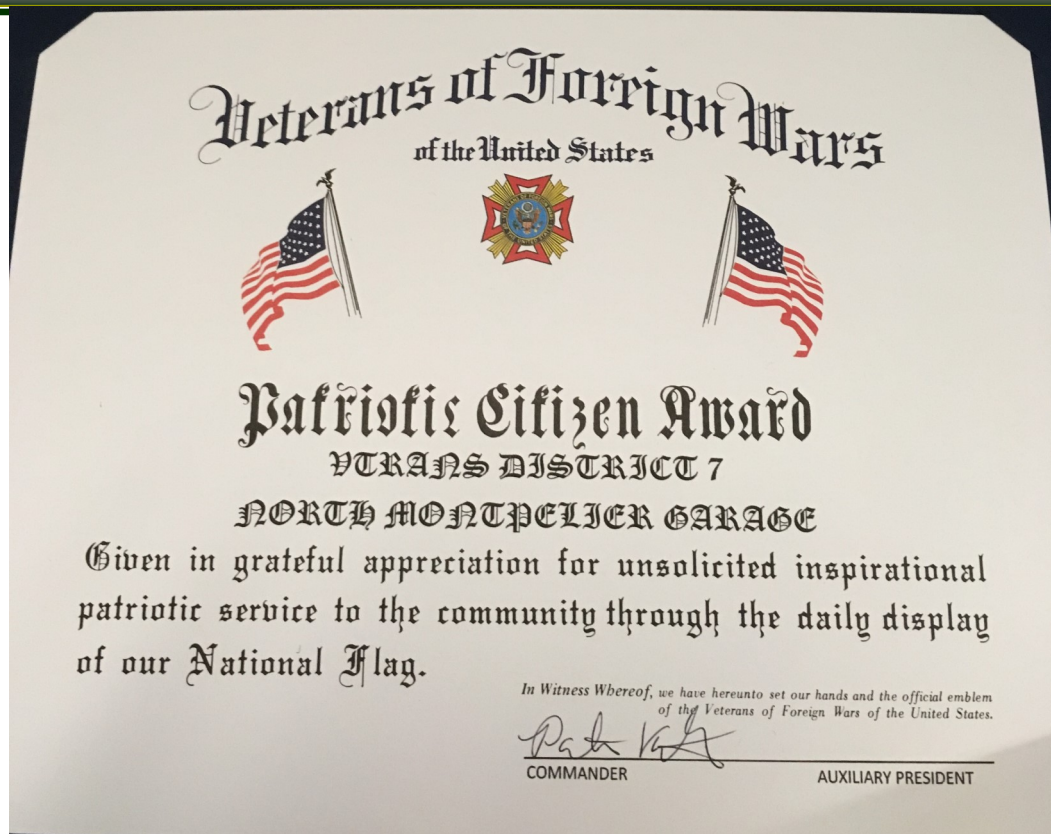 Veterans of Foreign Wars
of the United States
Patriotic Citizen Award
VTRANS DISTRICT 7
NORTH MONTPELIER GARAGE
Given in grateful appreciation for unsolicited inspirational
patriotic service to the community through the daily display
of our National Flag.
In Witness Whereof, we have hereunto set our hands and the official emblem
of the Veterans of Foreign Wars of the United States.
COMMANDER AUXILIARY PRESIDENT